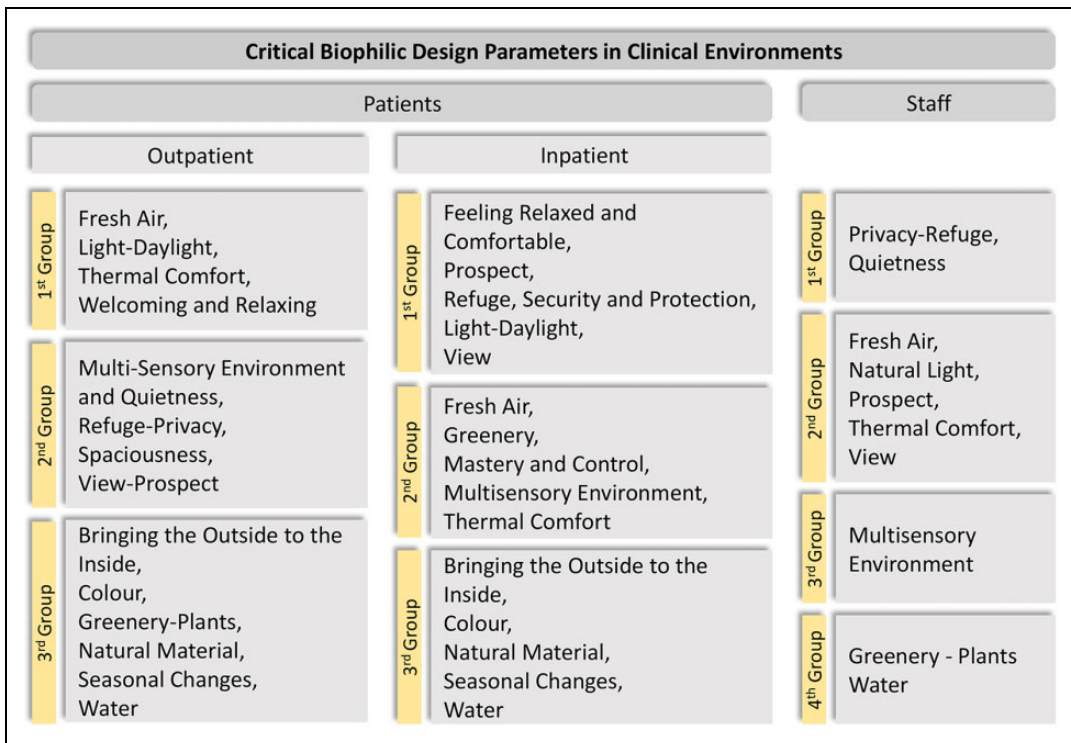 Critical Biophilic Design Parameters in Clinical Environments
Patients
Outpatient
1st Group
Fresh Air,
Light-Daylight,
Thermal Comfort,
Welcoming and Relaxing
2nd Group
Multi-Sensory Environment
and Quietness,
Refuge-Privacy,
Spaciousness,
View-Prospect
3rd Group
Bringing the Outside to the
Inside,
Colour,
Greenery-Plants,
Natural Material,
Seasonal Changes,
Water
Inpatient
1st Group
Feeling Relaxed and
Comfortable,
Prospect,
Refuge, Security and Protection,
Light-Daylight,
View
2nd Group
Fresh Air,
Greenery,
Mastery and Control,
Multisensory Environment,
Thermal Comfort
3rd Group
Bringing the Outside to the
Inside,
Colour,
Natural Material,
Seasonal Changes,
Water
Staff
1st Group
Privacy-Refuge,
Quietness
2nd Group
Fresh Air,
Natural Light,
Prospect,
Thermal Comfort,
View
3rd Group
Multisensory
Environment
4th Group
Greenery - Plants
Water